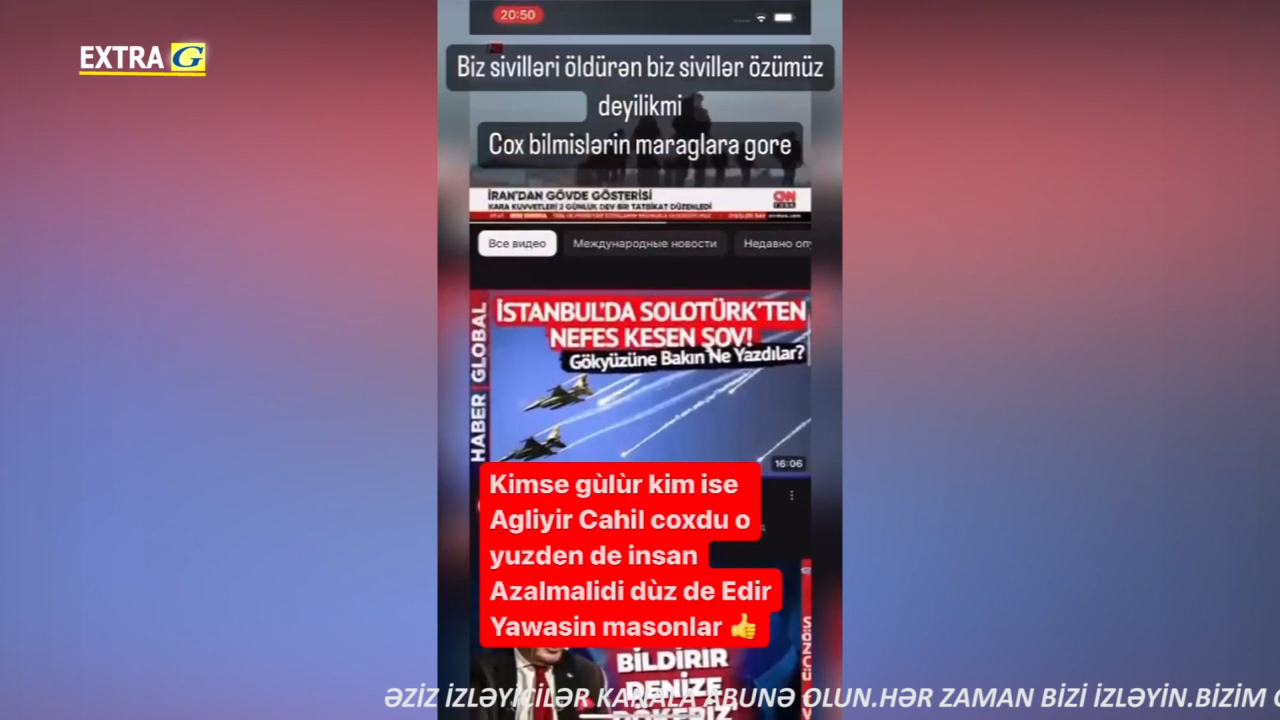 20:50
EXTRA G
Biz sivilləri öldürən biz sivillər özümüz
deyilikmi
Cox bilmislərin maraglara gore
İRAN'DAN GÖVDE GÖSTERİSİ
KARA KUVVETLERİ 2 GÜNLÜK DEV BİR TATBİKAT DÜZENLEDİ
CNN
TÜRK
Все видео
Международные новости
Недавно
HABER GLOBAL
İSTANBUL'DA SOLOTÜRK'TEN
NEFES KESEN ŞOV!
Gökyüzüne Bakın Ne Yazdılar?
16:06
Kimse gùlùr kim ise
Agliyir Cahil coxdu o
yuzden de insan
Azalmalidi dùz de Edir
Yawasin masonlar 👍
BİLDİRİR
DENİZE
DÖKERİZ'
ƏZİZ İZLƏYİCİLƏR KANALA ABUNƏ OLUN.HƏR ZAMAN BİZİ İZLƏYİN.BİZİM